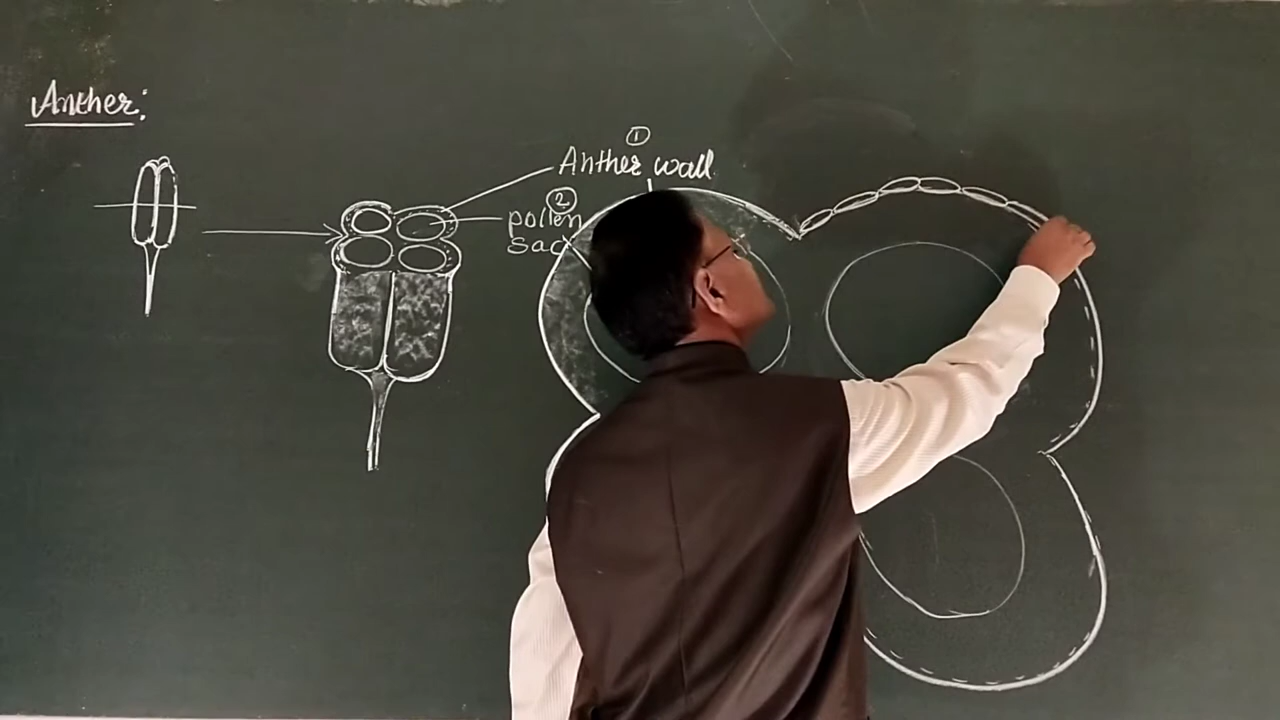 Anther:
①
Anther wall
②
pollen
sac